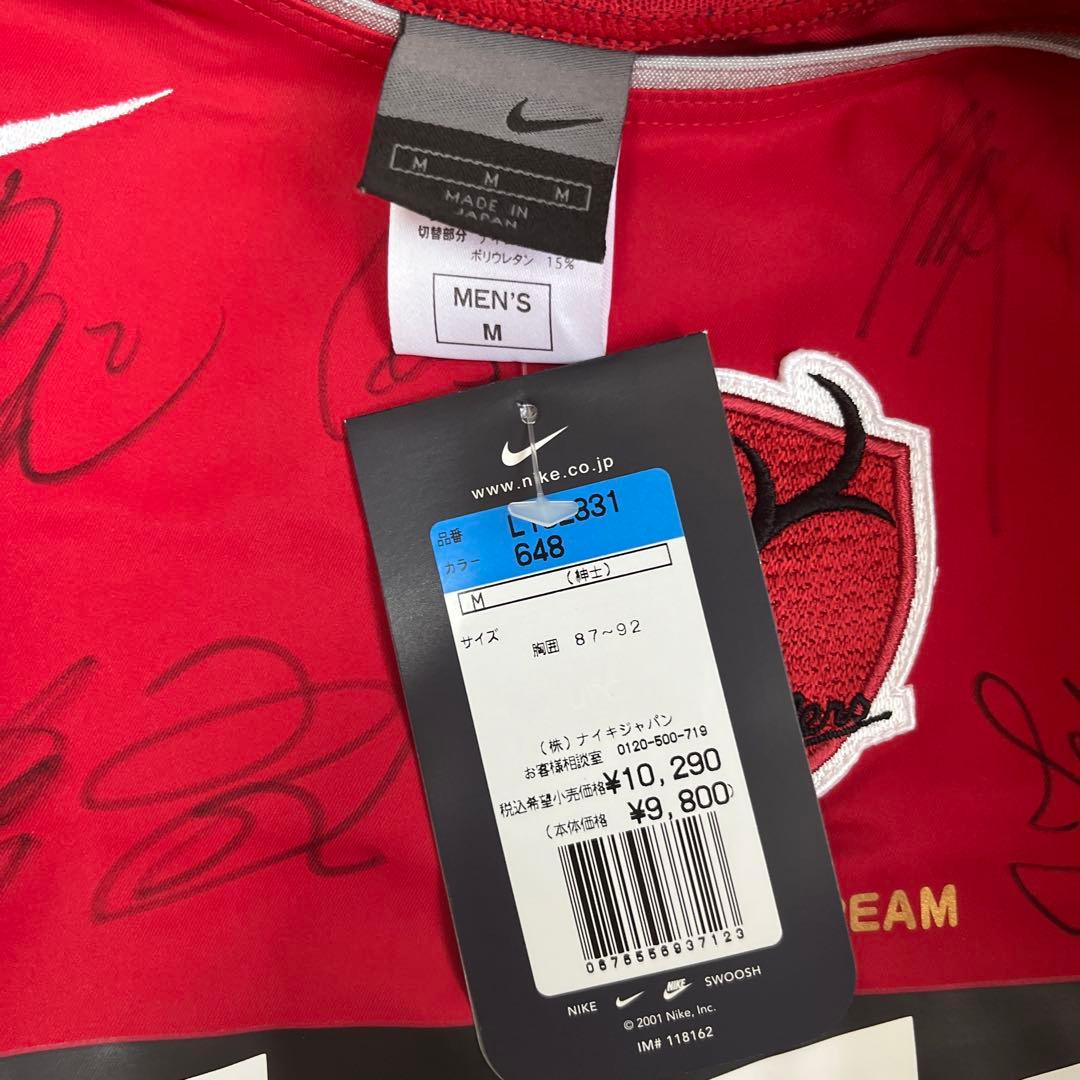 M M M
MADE IN
JAPAN
切替部分
ポリウレタン 15%
MEN'S
M
www.nike.co.jp
品番
カラー 648
M (紳士)
サイズ
胸囲 87~92
(株)ナイキジャパン
お客様相談室 0120-500-719
税込希望小売価格¥10,290
(本体価格 ¥9,800)
0676556937123
NIKE NIKE SWOOSH
© 2001 Nike, Inc.
IM# 118162